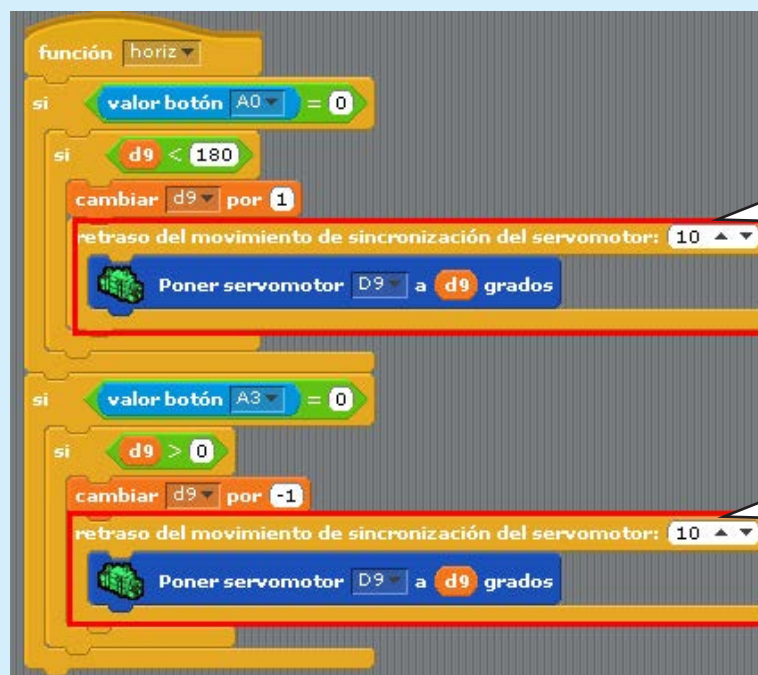 función horiz
si valor botón A0 = 0
si d9 < 180
cambiar d9 por 1
retraso del movimiento de sincronización del servomotor: 10
Poner servomotor D9 a d9 grados
si valor botón A3 = 0
si d9 > 0
cambiar d9 por -1
retraso del movimiento de sincronización del servomotor: 10
Poner servomotor D9 a d9 grados